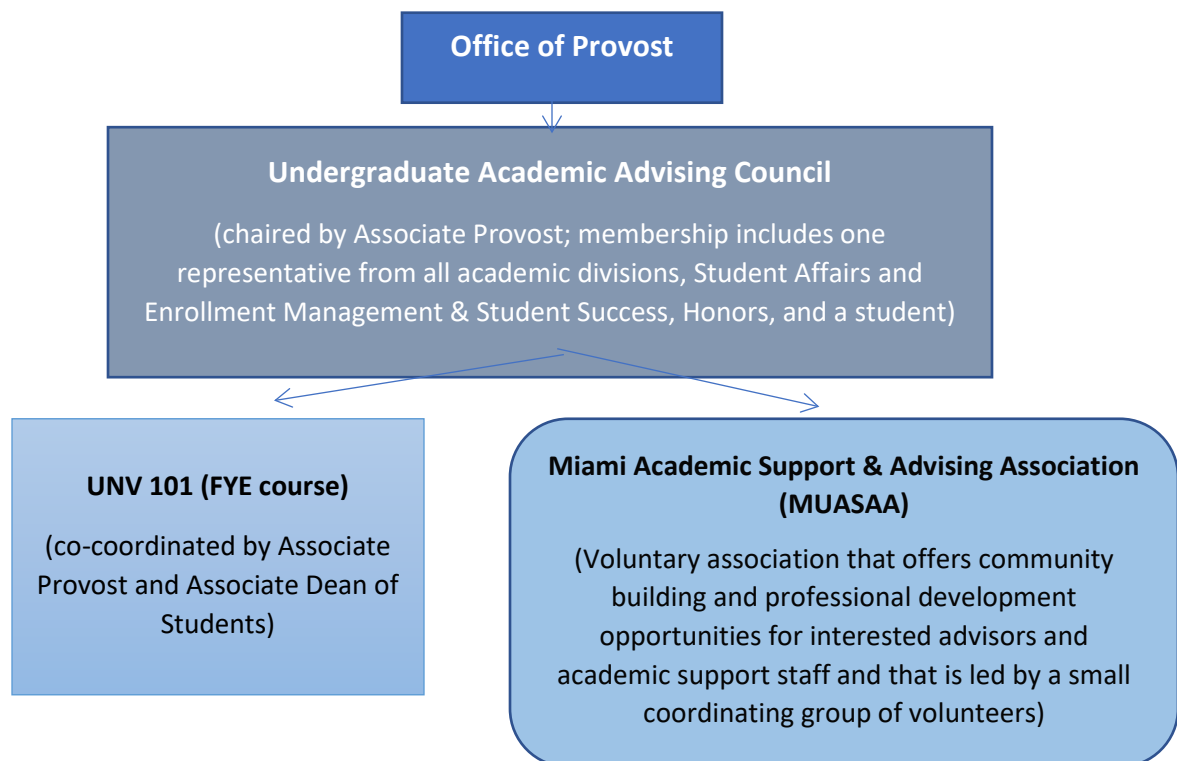 Office of Provost
Undergraduate Academic Advising Council
(chaired by Associate Provost; membership includes one
representative from all academic divisions, Student Affairs and
Enrollment Management & Student Success, Honors, and a student)
UNV 101 (FYE course)
(co-coordinated by Associate
Provost and Associate Dean of
Students)
Miami Academic Support & Advising Association
(MUASAA)
(Voluntary association that offers community
building and professional development
opportunities for interested advisors and
academic support staff and that is led by a small
coordinating group of volunteers)